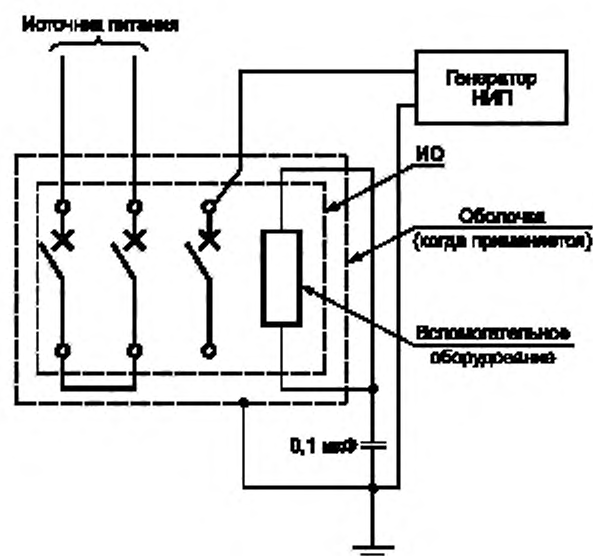 Источник питания
Генератор
НИП
ИО
Оболочка
(когда применяется)
Вспомогательное
оборудование
0,1 мкФ